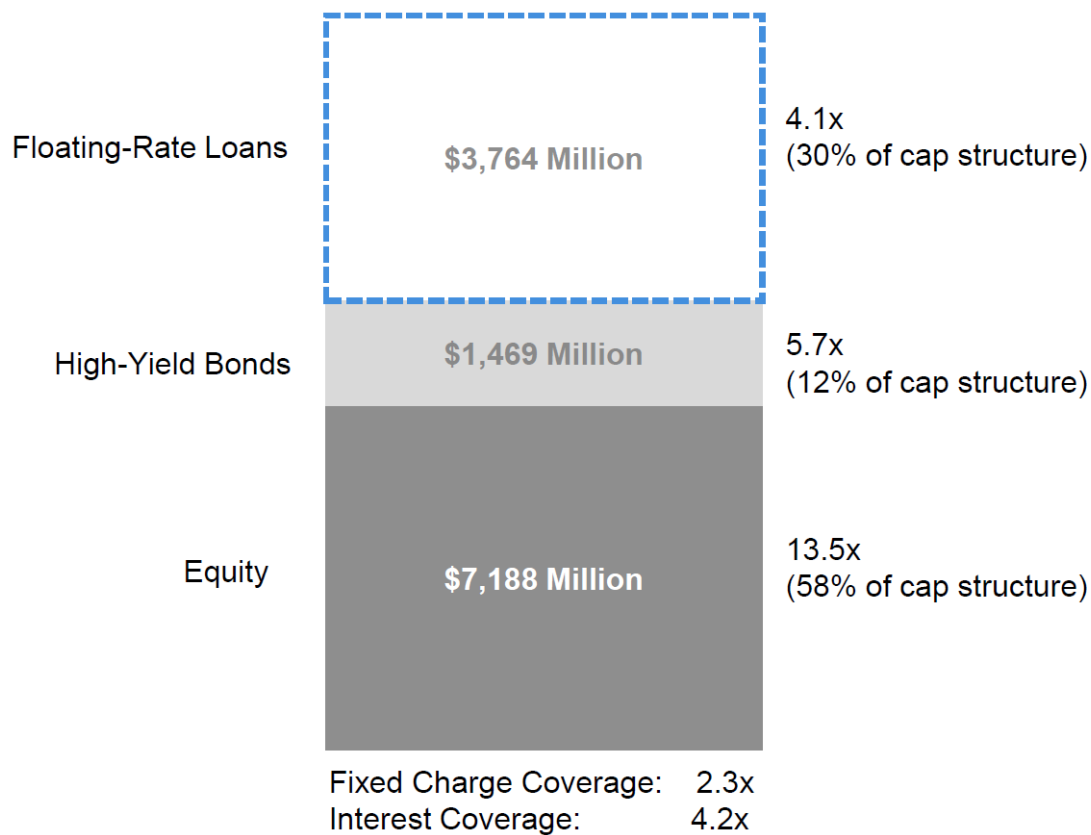 Floating-Rate Loans
$3,764 Million
4.1x
(30% of cap structure)
High-Yield Bonds
$1,469 Million
5.7x
(12% of cap structure)
Equity
$7,188 Million
13.5x
(58% of cap structure)
Fixed Charge Coverage: 2.3x
Interest Coverage: 4.2x